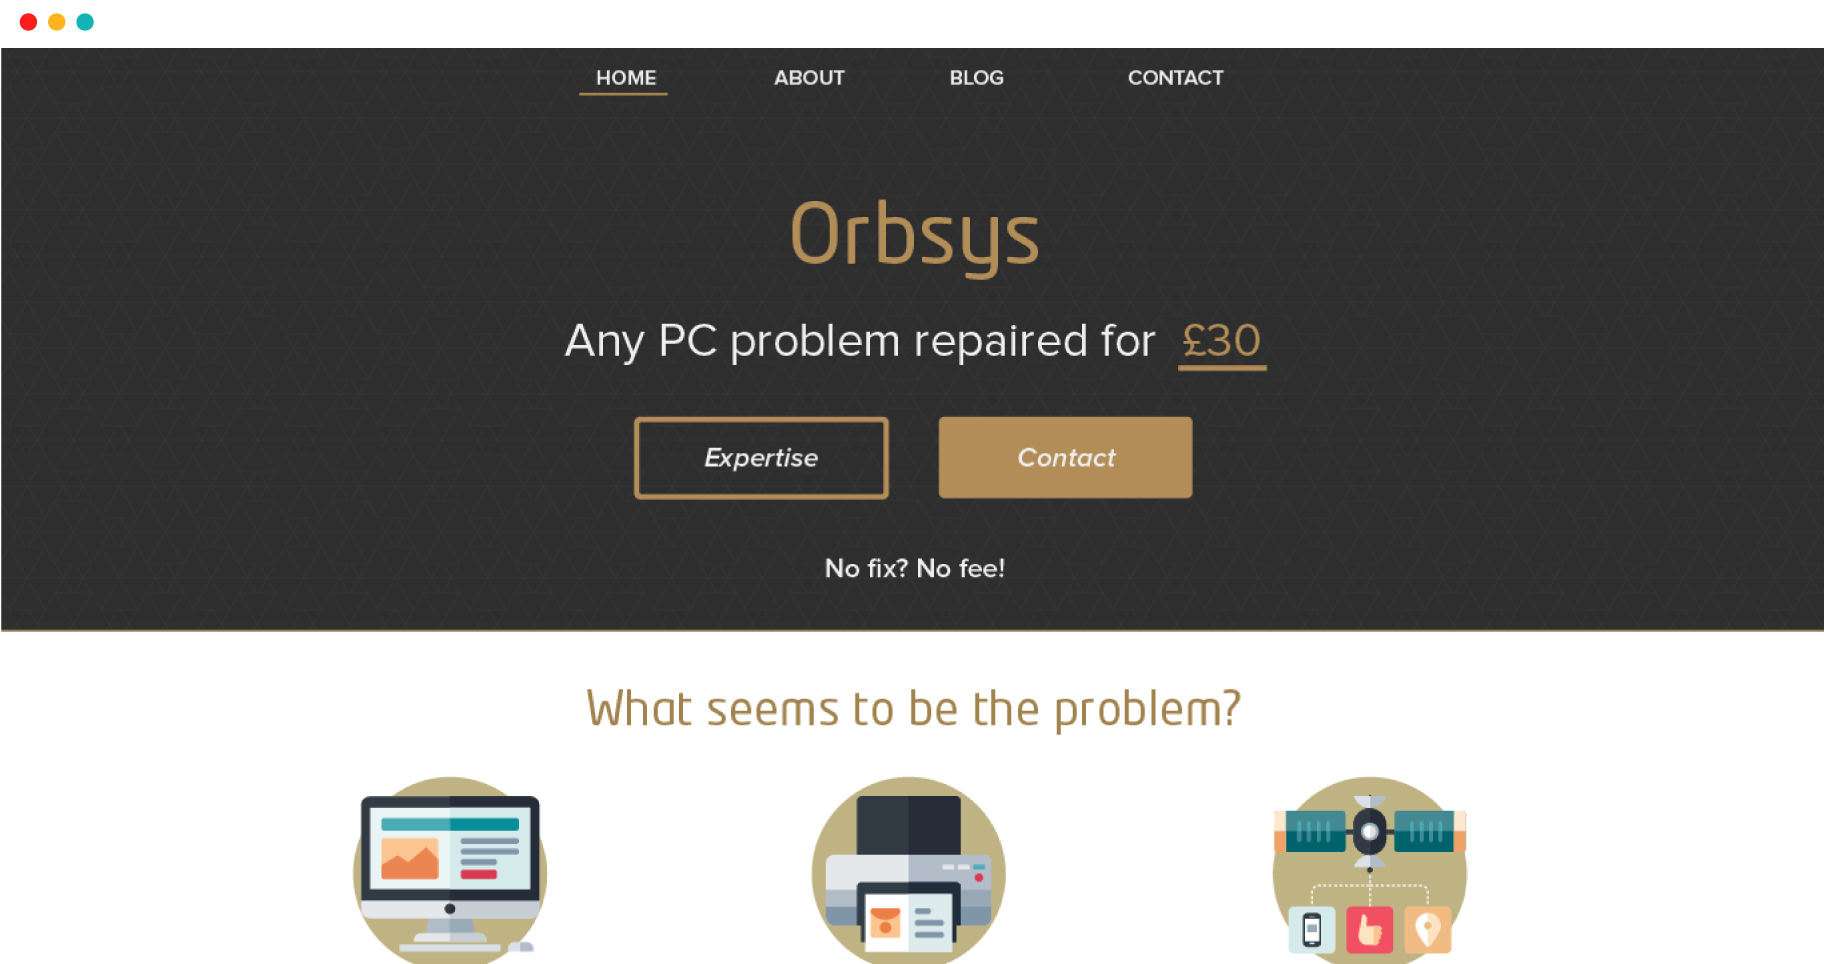 HOME ABOUT BLOG CONTACT
Orbsys
Any PC problem repaired for £30
Expertise Contact
No fix? No fee!
What seems to be the problem?